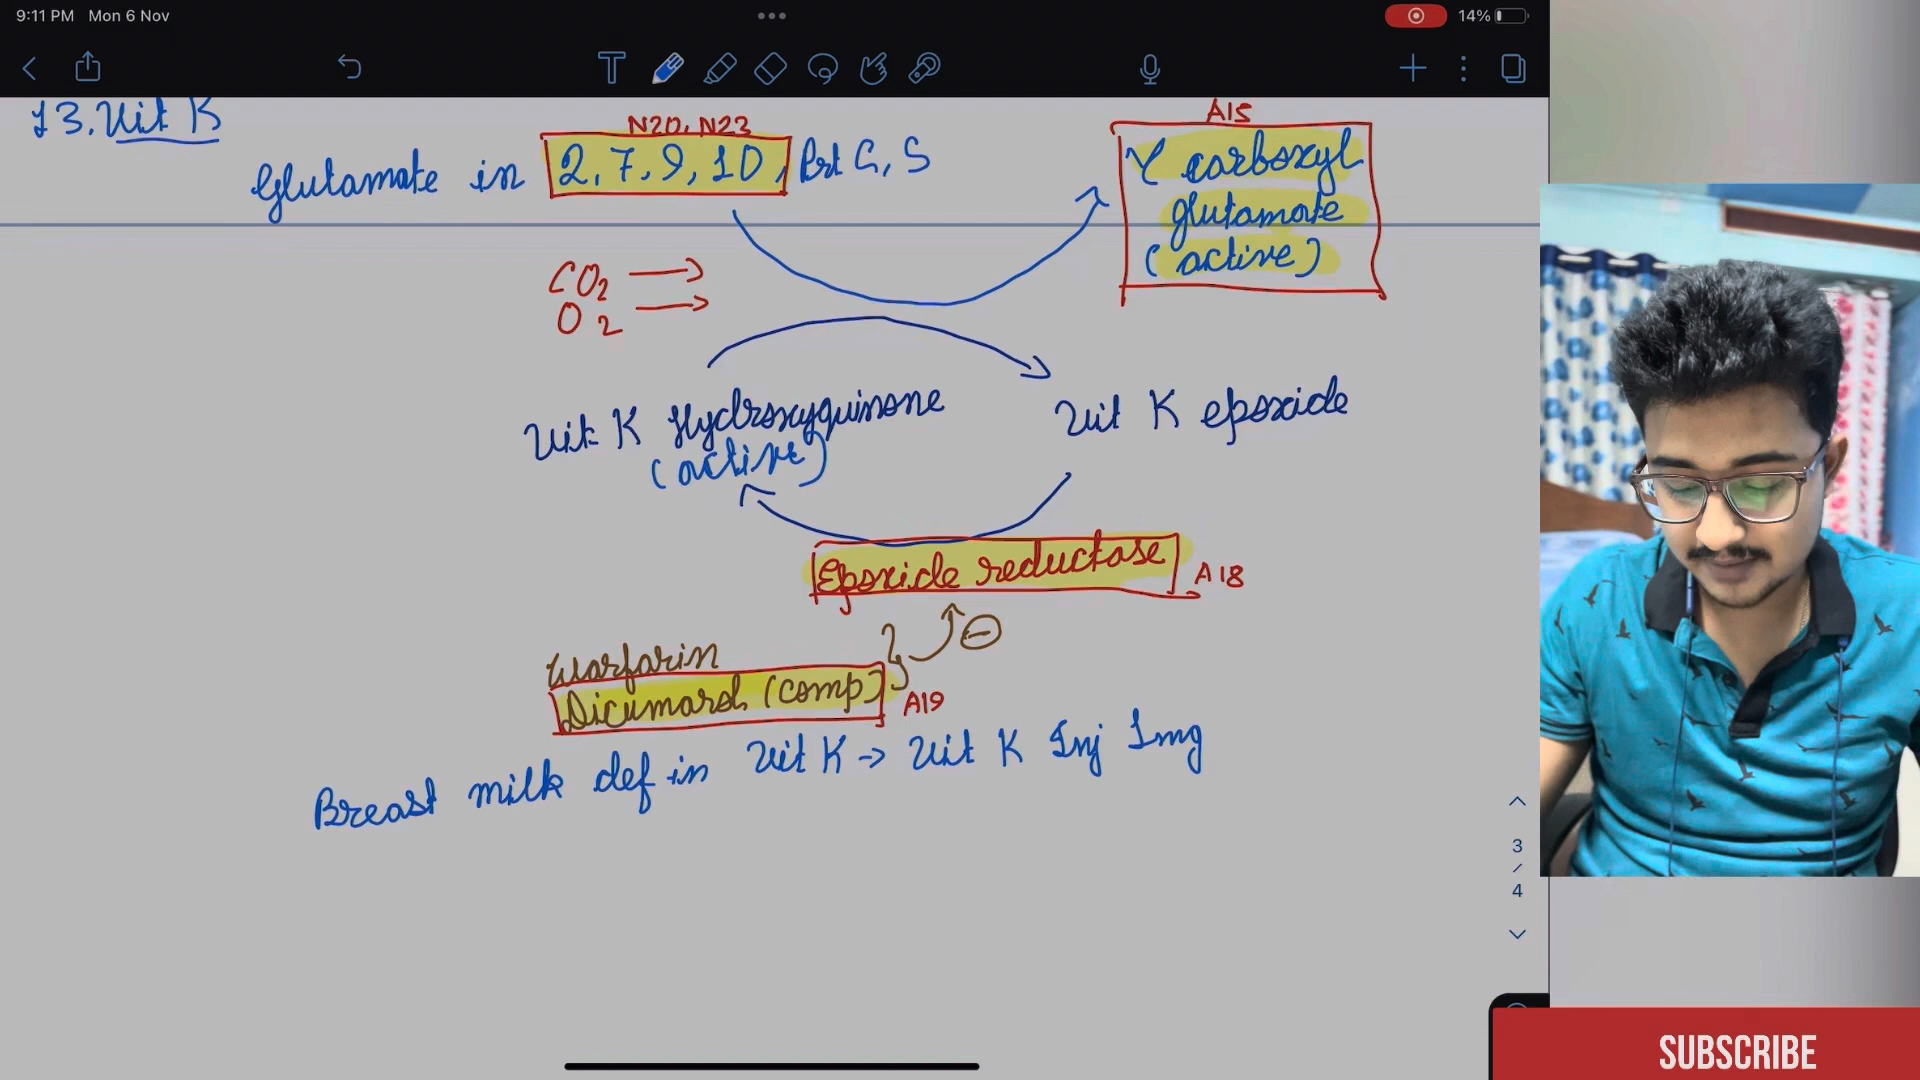 9:11 PM Mon 6 Nov
14%
13. Vit K
N20, N23
A15
Glutamate in 2, 7, 9, 10, Prt C, S
γ carboxyl
glutamate
(active)
CO2
O2
Vit K Hydroxyquinone
(active)
Vit K epoxide
Epoxide reductase
A18
Warfarin
Dicumarol (comp)
A19
Breast milk def in Vit K → Vit K Inj 1mg
3
/
4
SUBSCRIBE